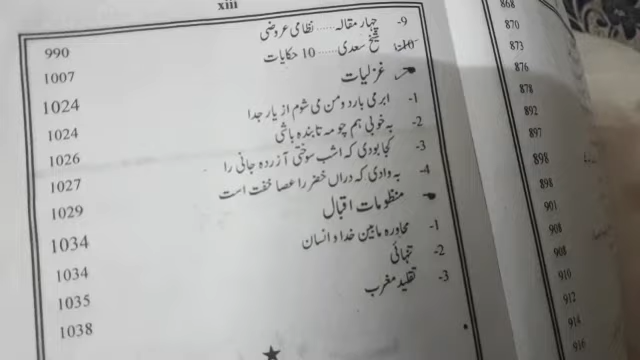 xiii
9- چہار مقالہ ..... نظامی عروضی 990
10- شیخ سعدی ..... 10 حکایات 1007
غزلیات 1024
1- ابر می بارد و من می شوم از یار جدا 1024
2- بہ خوبی ہم چو مہ تابندہ باشی 1026
3- کجا بودی کہ امشب سوختی آزردہ جانی را 1027
4- بہ وادی کہ دراں خضر را عصا خفت است 1029
منظومات اقبال 1034
1- محاورہ مابین خدا و انسان 1034
2- تنہائی 1035
3- تقلید مغرب 1038
868
870
873
876
878
892
897
898
898
901
908
908
910
912
914
916